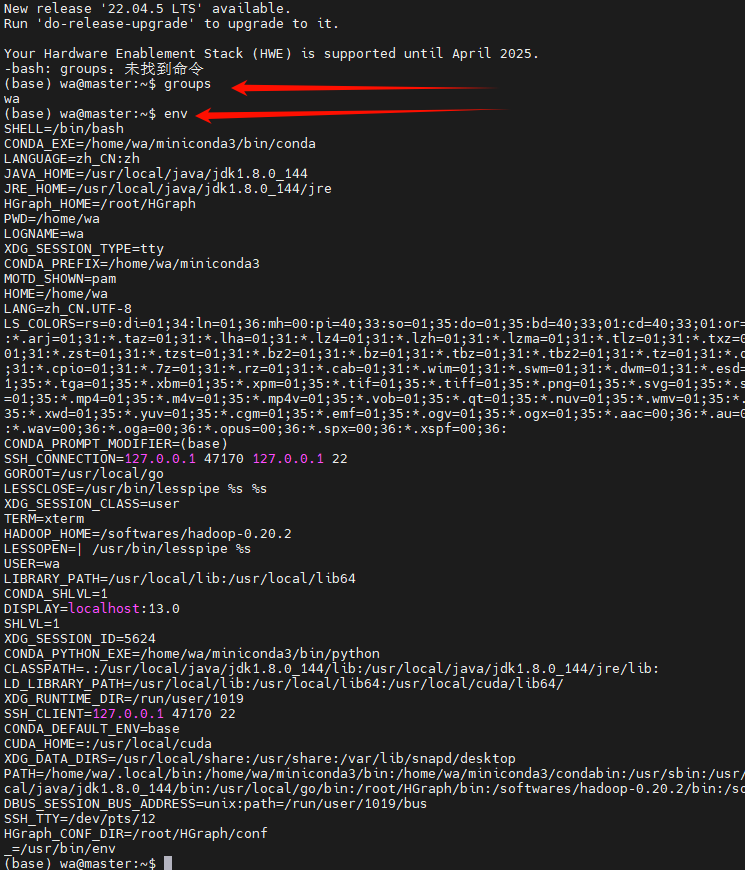 New release '22.04.5 LTS' available.
Run 'do-release-upgrade' to upgrade to it.
Your Hardware Enablement Stack (HWE) is supported until April 2025.
-bash: groups：未找到命令
(base) wa@master:~$ groups
wa
(base) wa@master:~$ env
SHELL=/bin/bash
CONDA_EXE=/home/wa/miniconda3/bin/conda
LANGUAGE=zh_CN:zh
JAVA_HOME=/usr/local/java/jdk1.8.0_144
JRE_HOME=/usr/local/java/jdk1.8.0_144/jre
HGraph_HOME=/root/HGraph
PWD=/home/wa
LOGNAME=wa
XDG_SESSION_TYPE=tty
CONDA_PREFIX=/home/wa/miniconda3
MOTD_SHOWN=pam
HOME=/home/wa
LANG=zh_CN.UTF-8
LS_COLORS=rs=0:di=01;34:ln=01;36:mh=00:pi=40;33:so=01;35:do=01;35:bd=40;33;01:cd=40;33;01:or=
:*.arj=01;31:*.taz=01;31:*.lha=01;31:*.lz4=01;31:*.lzh=01;31:*.lzma=01;31:*.tlz=01;31:*.txz=0
01;31:*.zst=01;31:*.tzst=01;31:*.bz2=01;31:*.bz=01;31:*.tbz=01;31:*.tbz2=01;31:*.tz=01;31:*.d
;31:*.cpio=01;31:*.7z=01;31:*.rz=01;31:*.cab=01;31:*.wim=01;31:*.swm=01;31:*.dwm=01;31:*.esd=
1;35:*.tga=01;35:*.xbm=01;35:*.xpm=01;35:*.tif=01;35:*.tiff=01;35:*.png=01;35:*.svg=01;35:*.s
=01;35:*.mp4=01;35:*.m4v=01;35:*.mp4v=01;35:*.vob=01;35:*.qt=01;35:*.nuv=01;35:*.wmv=01;35:*.
35:*.xwd=01;35:*.yuv=01;35:*.cgm=01;35:*.emf=01;35:*.ogv=01;35:*.ogx=01;35:*.aac=00;36:*.au=0
:*.wav=00;36:*.oga=00;36:*.opus=00;36:*.spx=00;36:*.xspf=00;36:
CONDA_PROMPT_MODIFIER=(base)
SSH_CONNECTION=127.0.0.1 47170 127.0.0.1 22
GOROOT=/usr/local/go
LESSCLOSE=/usr/bin/lesspipe %s %s
XDG_SESSION_CLASS=user
TERM=xterm
HADOOP_HOME=/softwares/hadoop-0.20.2
LESSOPEN=| /usr/bin/lesspipe %s
USER=wa
LIBRARY_PATH=/usr/local/lib:/usr/local/lib64
CONDA_SHLVL=1
DISPLAY=localhost:13.0
SHLVL=1
XDG_SESSION_ID=5624
CONDA_PYTHON_EXE=/home/wa/miniconda3/bin/python
CLASSPATH=.:/usr/local/java/jdk1.8.0_144/lib:/usr/local/java/jdk1.8.0_144/jre/lib:
LD_LIBRARY_PATH=/usr/local/lib:/usr/local/lib64:/usr/local/cuda/lib64/
XDG_RUNTIME_DIR=/run/user/1019
SSH_CLIENT=127.0.0.1 47170 22
CONDA_DEFAULT_ENV=base
CUDA_HOME=:/usr/local/cuda
XDG_DATA_DIRS=/usr/local/share:/usr/share:/var/lib/snapd/desktop
PATH=/home/wa/.local/bin:/home/wa/miniconda3/bin:/home/wa/miniconda3/condabin:/usr/sbin:/usr/
cal/java/jdk1.8.0_144/bin:/usr/local/go/bin:/root/HGraph/bin:/softwares/hadoop-0.20.2/bin:/so
DBUS_SESSION_BUS_ADDRESS=unix:path=/run/user/1019/bus
SSH_TTY=/dev/pts/12
HGraph_CONF_DIR=/root/HGraph/conf
_=/usr/bin/env
(base) wa@master:~$